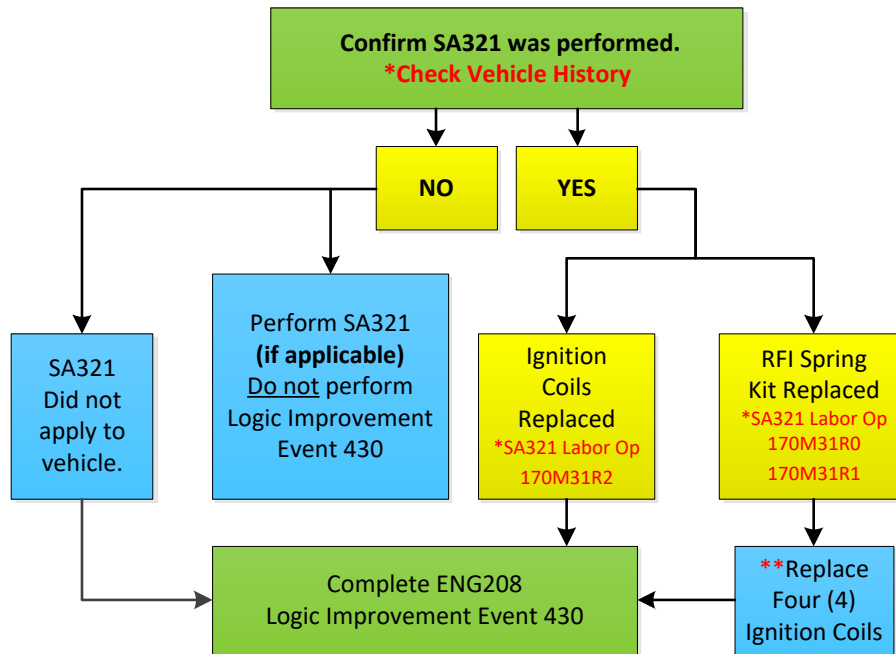 Confirm SA321 was performed.
*Check Vehicle History
NO
YES
SA321
Did not
apply to
vehicle.
Perform SA321
(if applicable)
Do not perform
Logic Improvement
Event 430
Ignition
Coils
Replaced
*SA321 Labor Op
170M31R2
RFI Spring
Kit Replaced
*SA321 Labor Op
170M31R0
170M31R1
Complete ENG208
Logic Improvement Event 430
**Replace
Four (4)
Ignition Coils